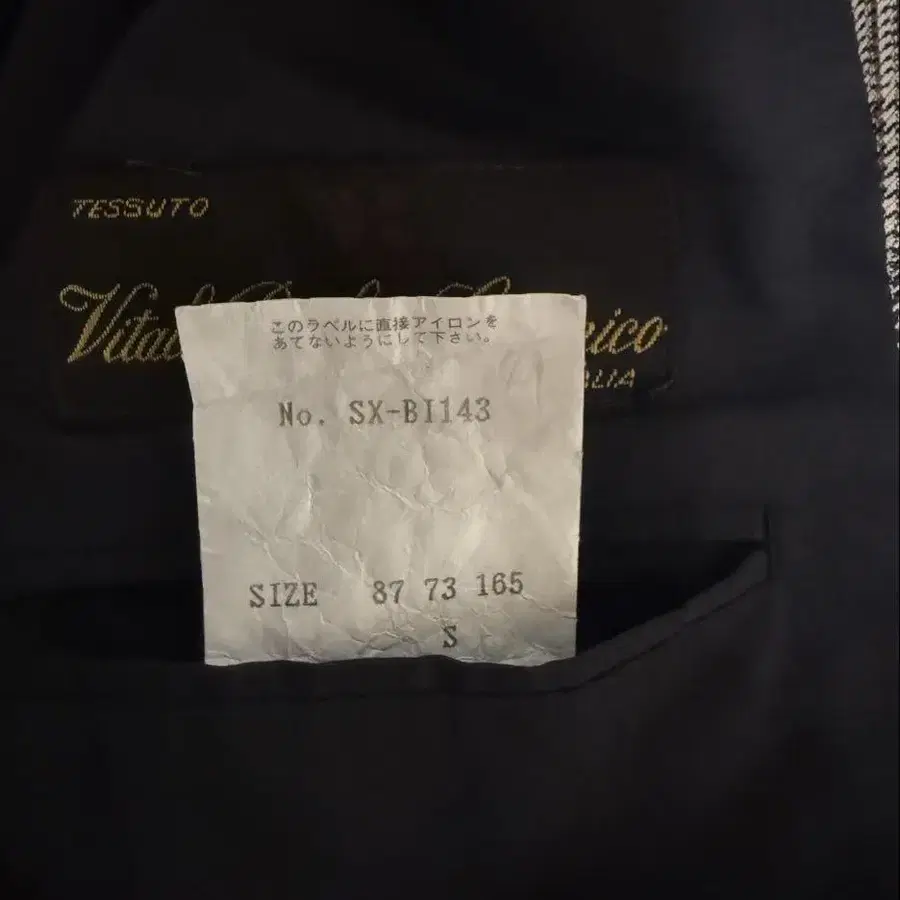 TESSUTO
このラベルに直接アイロンを
あてないようにして下さい。
No. SX-BI143
SIZE 87 73 165
S